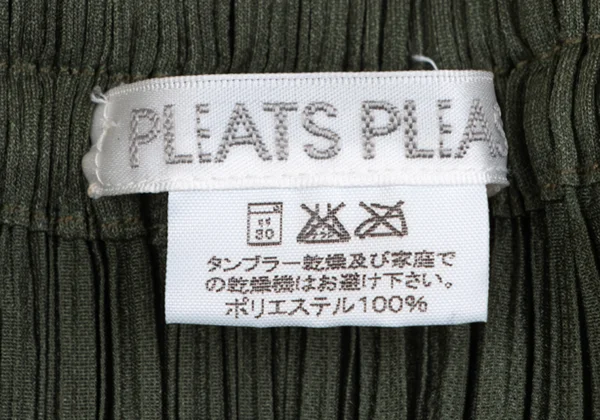 PLEATS PLEAS
30
タンブラー乾燥及び家庭で
の乾燥機はお避け下さい。
ポリエステル100%